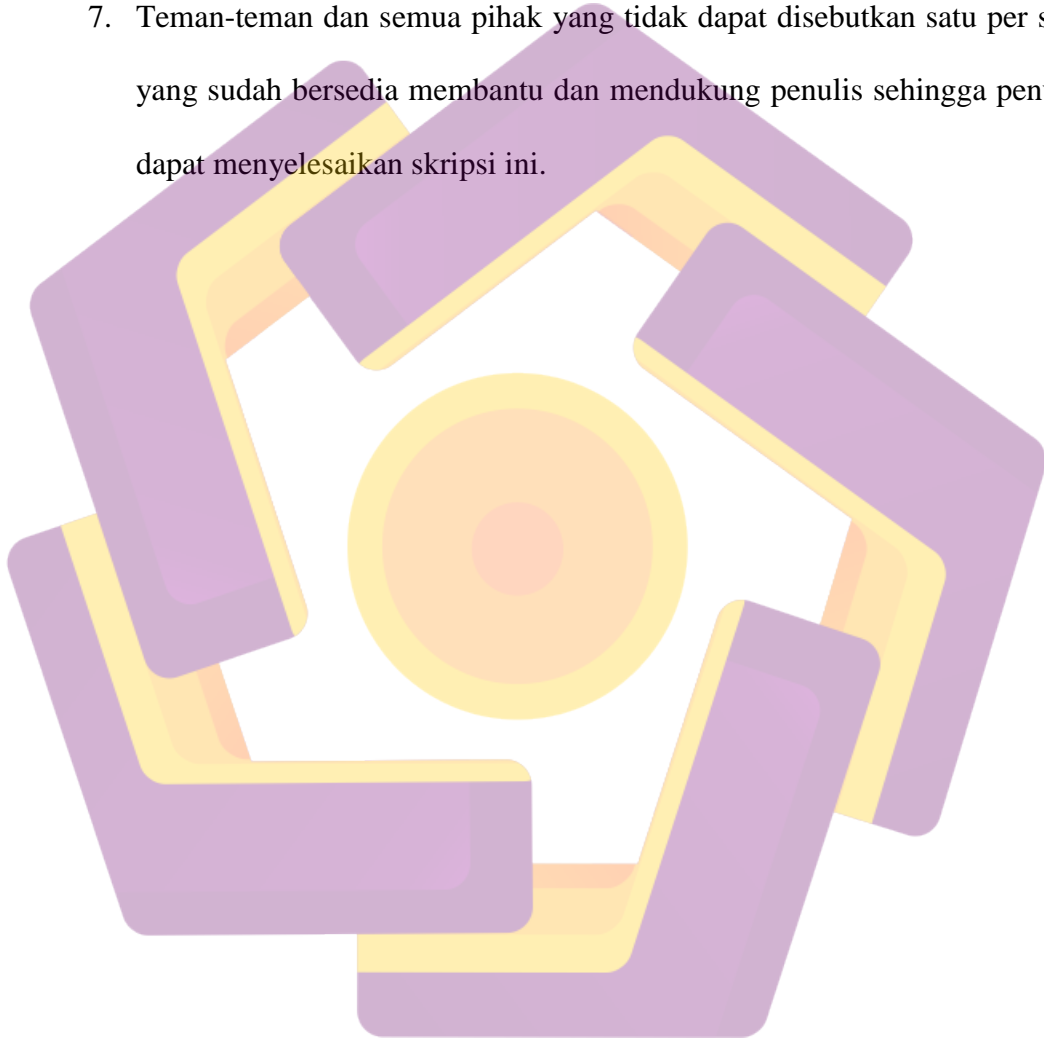 7. Teman-teman dan semua pihak yang tidak dapat disebutkan satu per
yang sudah bersedia membantu dan mendukung penulis sehingga
dapat menyelesaikan skripsi ini.